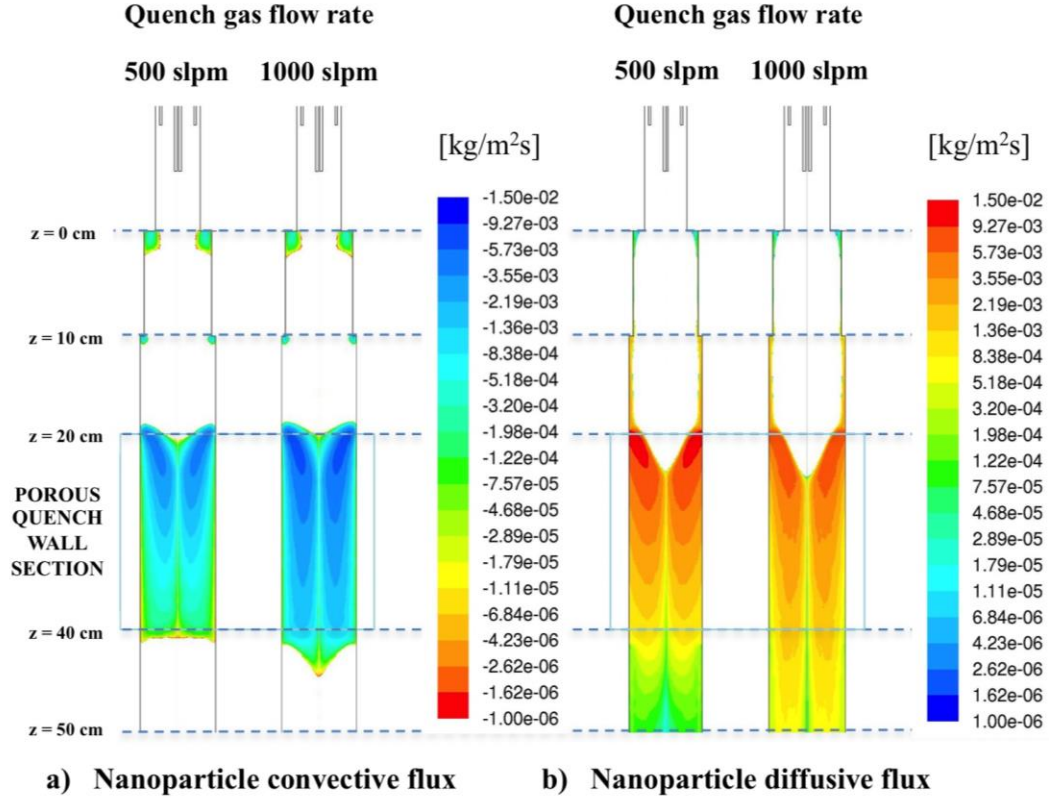 Quench gas flow rate
500 slpm 1000 slpm
Quench gas flow rate
500 slpm 1000 slpm
z = 0 cm
z = 10 cm
z = 20 cm
POROUS
QUENCH
WALL
SECTION
z = 40 cm
z = 50 cm
[kg/m²s]
-1.50e-02
-9.27e-03
-5.73e-03
-3.55e-03
-2.19e-03
-1.36e-03
-8.38e-04
-5.18e-04
-3.20e-04
-1.98e-04
-1.22e-04
-7.57e-05
-4.68e-05
-2.89e-05
-1.79e-05
-1.11e-05
-6.84e-06
-4.23e-06
-2.62e-06
-1.62e-06
-1.00e-06
[kg/m²s]
1.50e-02
9.27e-03
5.73e-03
3.55e-03
2.19e-03
1.36e-03
8.38e-04
5.18e-04
3.20e-04
1.98e-04
1.22e-04
7.57e-05
4.68e-05
2.89e-05
1.79e-05
1.11e-05
6.84e-06
4.23e-06
2.62e-06
1.62e-06
1.00e-06
a) Nanoparticle convective flux
b) Nanoparticle diffusive flux